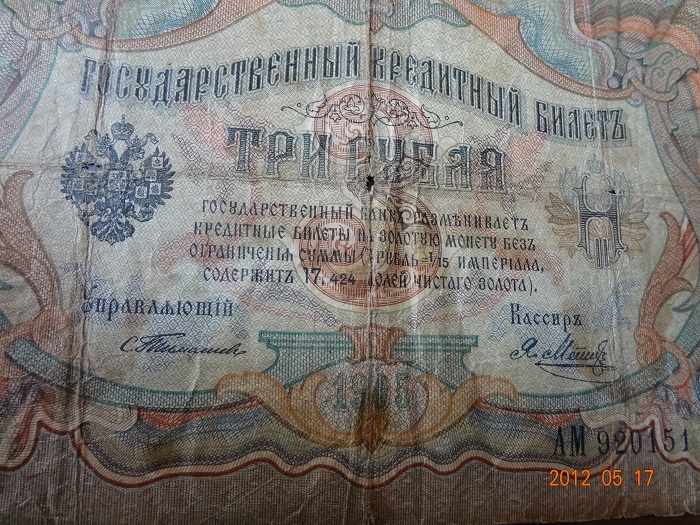 ГОСУДАРСТВЕННЫЙ КРЕДИТНЫЙ БИЛЕТЪ
ТРИ РУБЛЯ
ГОСУДАРСТВЕННЫЙ БАНКЪ РАЗМѢНИВАЕТЪ
КРЕДИТНЫЕ БИЛЕТЫ НА ЗОЛОТУЮ МОНЕТУ БЕЗЪ
ОГРАНИЧЕНІЯ СУММЫ (1 РУБЛЬ = 1/15 ИМПЕРІАЛА,
СОДЕРЖИТЪ 17,424 ДОЛЕЙ ЧИСТАГО ЗОЛОТА).
Управляющій
Кассиръ
С. Тимашевъ
1905
АМ 920151
2012 05 17